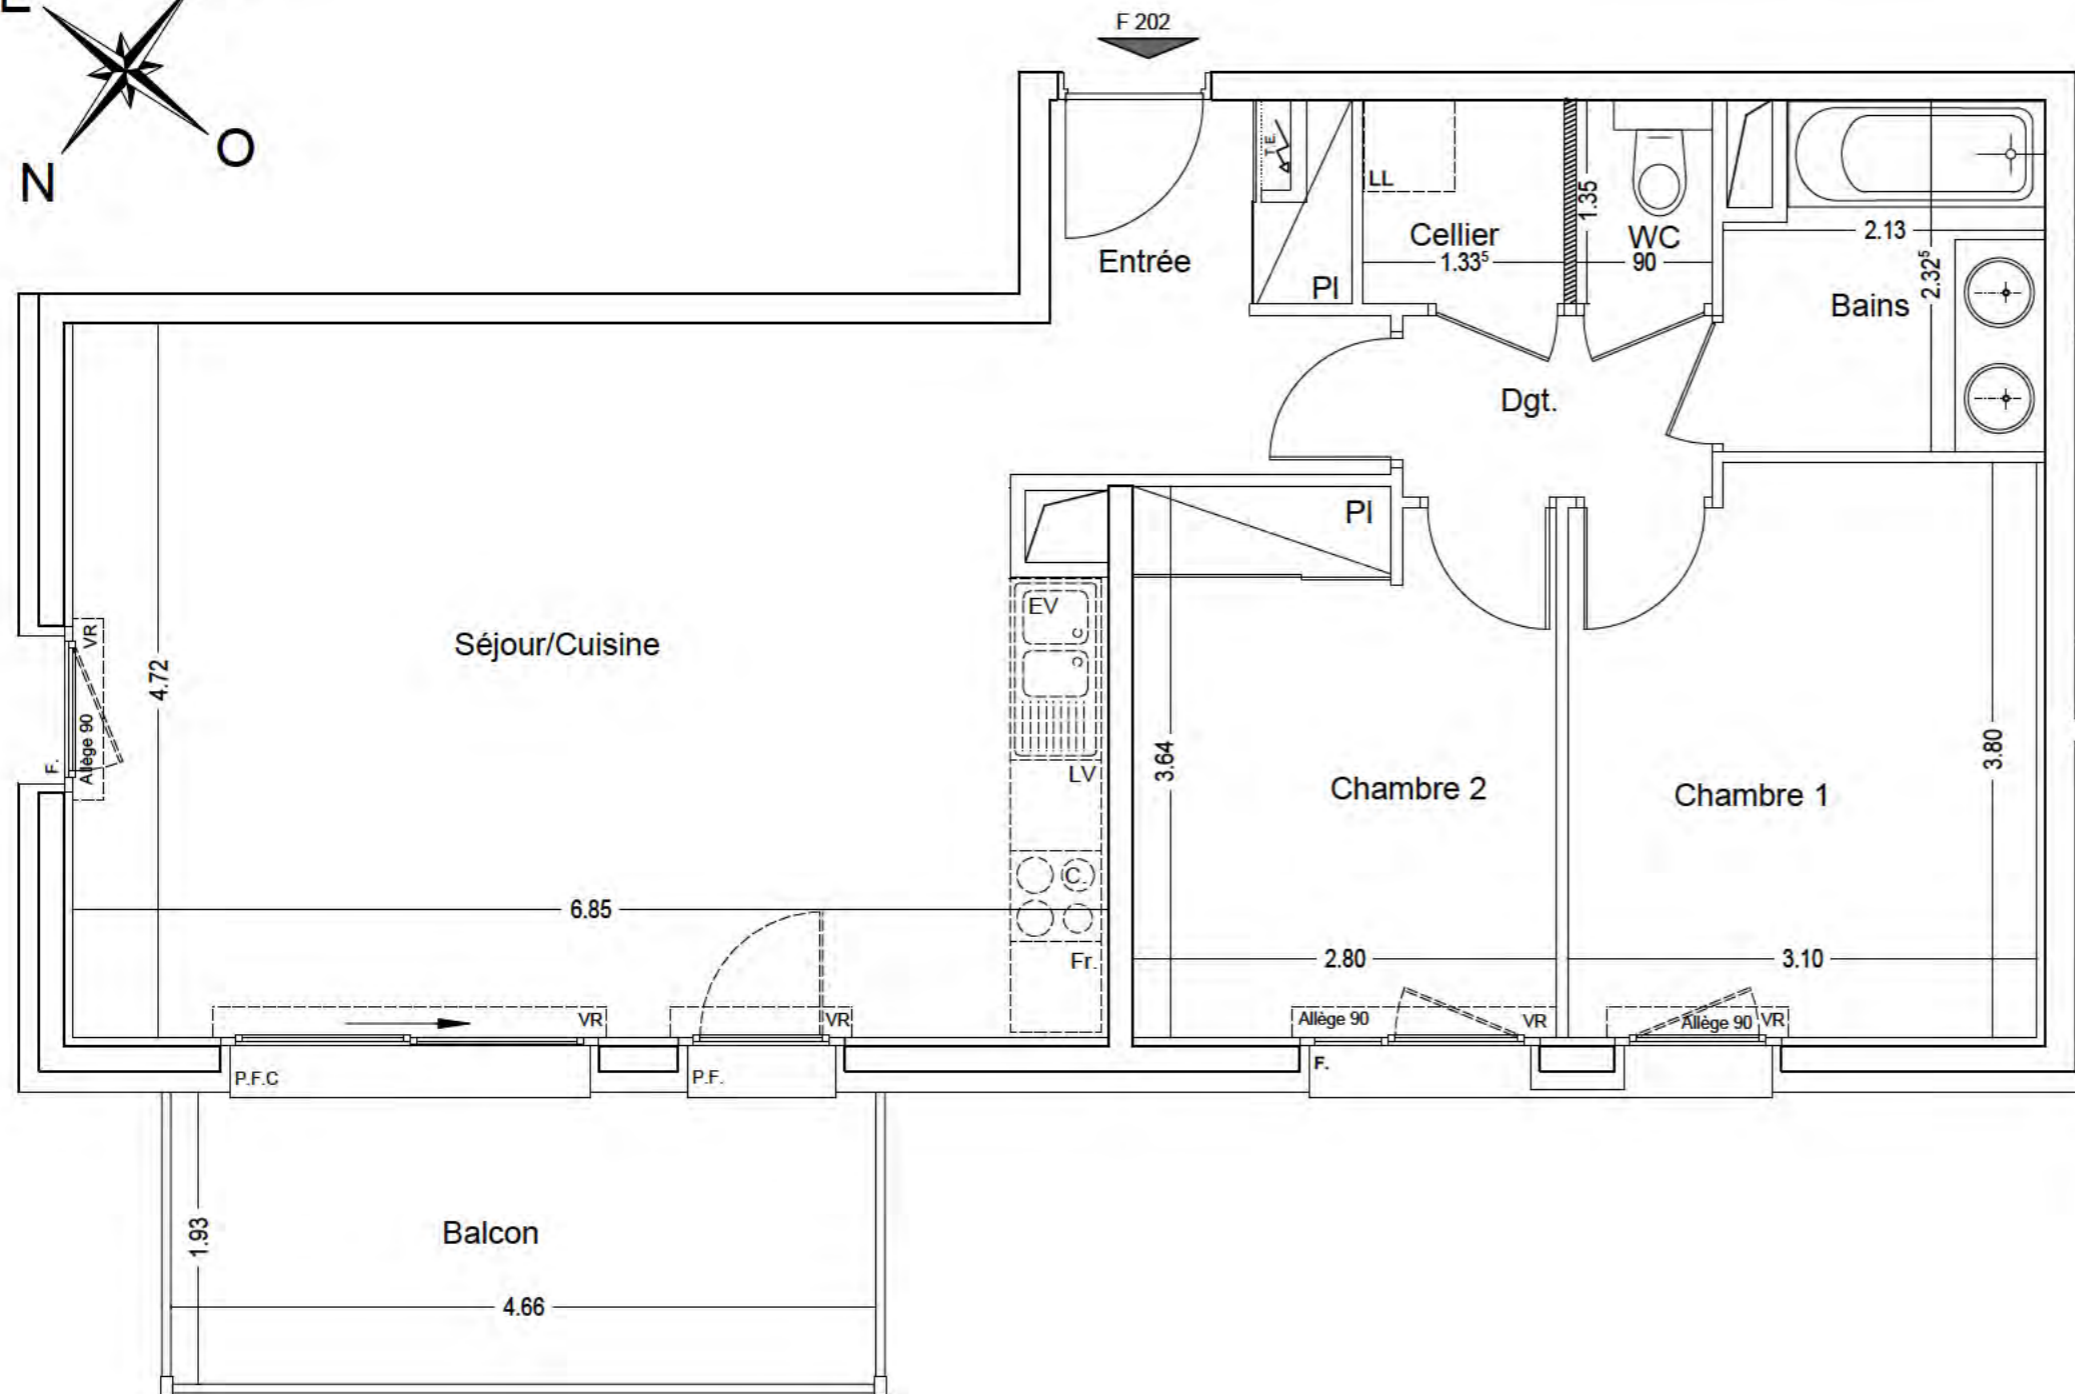 E
N
O
F 202
T.E.
LL
Cellier
1.33⁵
1.35
WC
90
2.13
2.32⁵
Bains
Entrée
Pl
Dgt.
Pl
Séjour/Cuisine
4.72
VR
Allège 90
F.
EV
C
C
LV
C.
Fr.
6.85
3.64
Chambre 2
2.80
Chambre 1
3.80
3.10
VR
VR
Allège 90
VR
Allège 90
VR
P.F.C
P.F.
F.
Balcon
1.93
4.66